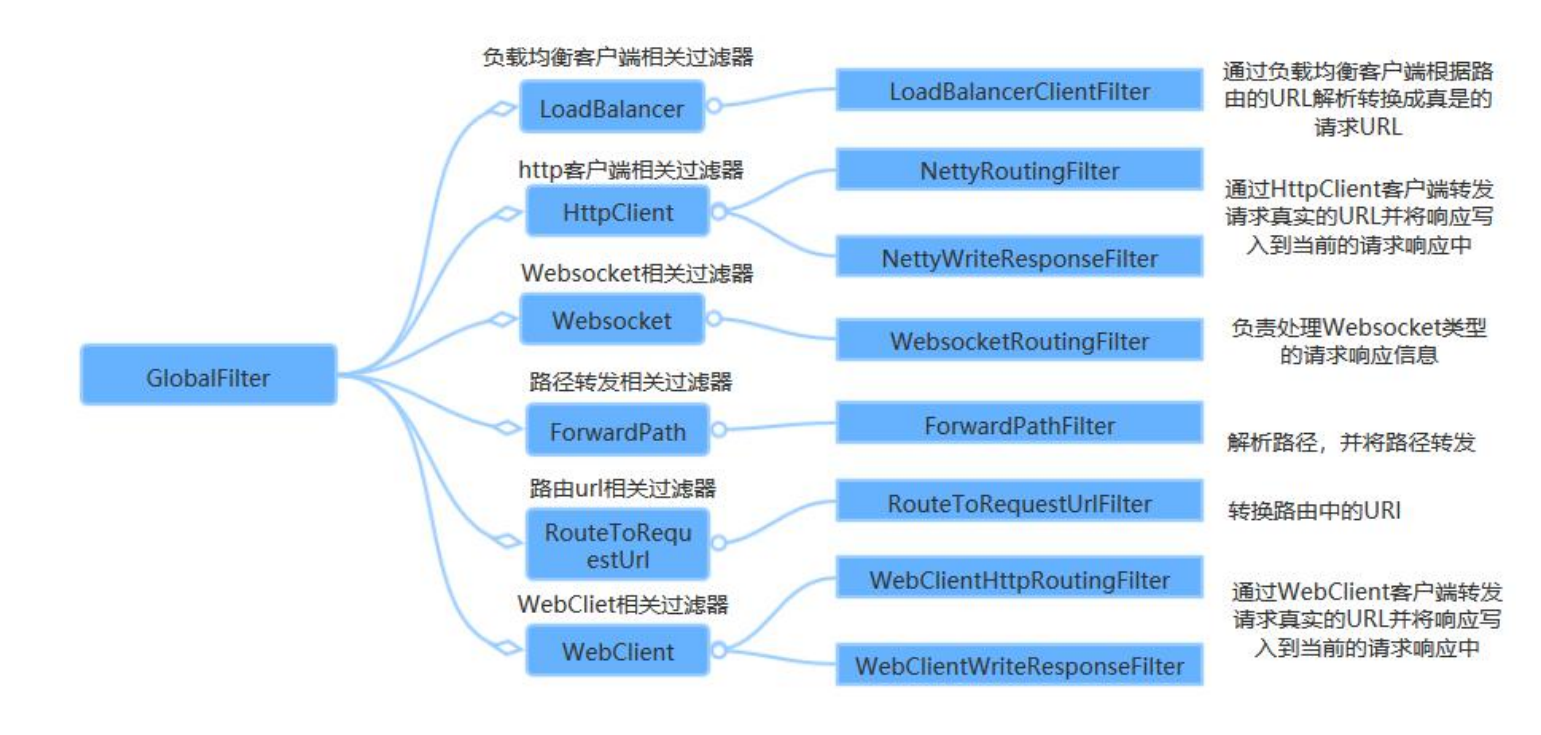 负载均衡客户端相关过滤器
LoadBalancer
LoadBalancerClientFilter
通过负载均衡客户端根据路
由的URL解析转换成真是的
请求URL
http客户端相关过滤器
HttpClient
NettyRoutingFilter
NettyWriteResponseFilter
通过HttpClient客户端转发
请求真实的URL并将响应写
入到当前的请求响应中
Websocket相关过滤器
Websocket
WebsocketRoutingFilter
负责处理Websocket类型
的请求响应信息
GlobalFilter
路径转发相关过滤器
ForwardPath
ForwardPathFilter
解析路径，并将路径转发
路由url相关过滤器
RouteToRequ
estUrl
RouteToRequestUrlFilter
转换路由中的URI
WebCliet相关过滤器
WebClient
WebClientHttpRoutingFilter
WebClientWriteResponseFilter
通过WebClient客户端转发
请求真实的URL并将响应写
入到当前的请求响应中